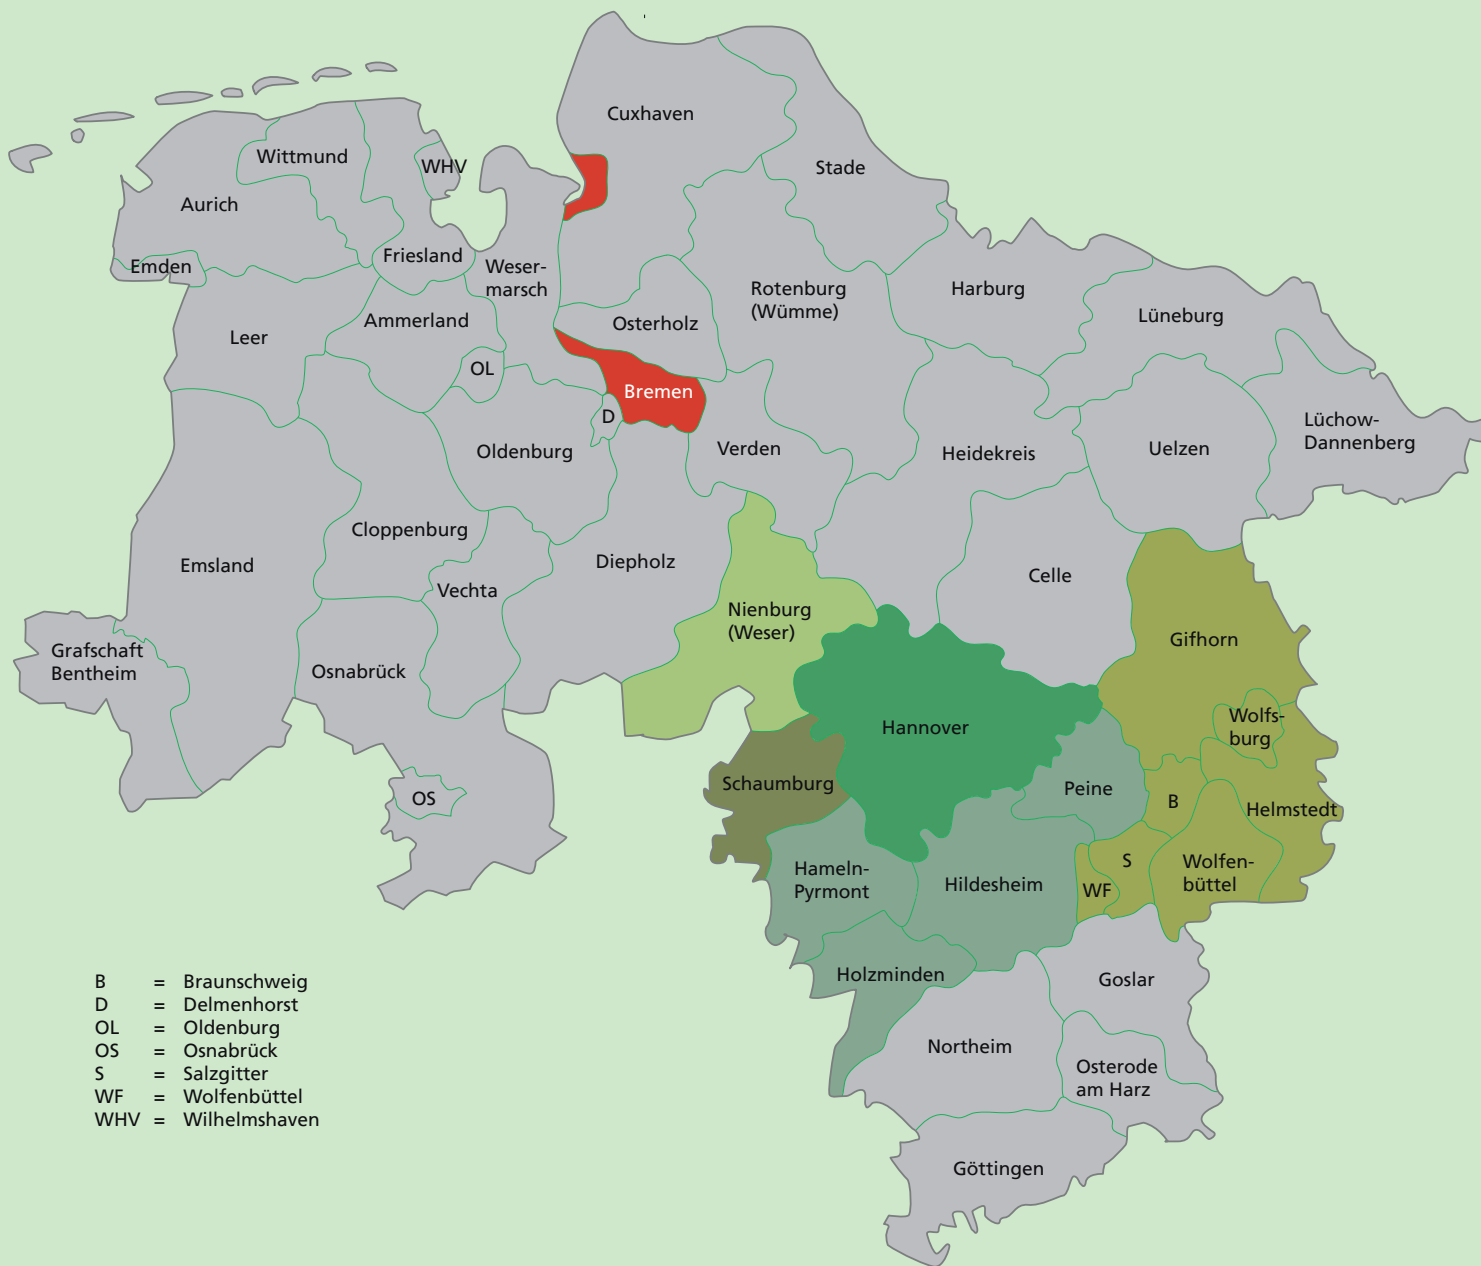 Cuxhaven
Wittmund
WHV
Stade
Aurich
Friesland
Emden
Weser-
marsch
Rotenburg
(Wümme)
Harburg
Lüneburg
Ammerland
Osterholz
Leer
OL
Bremen
D
Lüchow-
Dannenberg
Oldenburg
Verden
Heidekreis
Uelzen
Cloppenburg
Emsland
Diepholz
Celle
Vechta
Nienburg
(Weser)
Gifhorn
Grafschaft
Bentheim
Osnabrück
Hannover
Wolfs-
burg
Schaumburg
Peine
OS
B
Helmstedt
Hameln-
Pyrmont
Hildesheim
S
WF
Wolfen-
büttel
Holzminden
Goslar
Northeim
Osterode
am Harz
Göttingen
B = Braunschweig
D = Delmenhorst
OL = Oldenburg
OS = Osnabrück
S = Salzgitter
WF = Wolfenbüttel
WHV = Wilhelmshaven